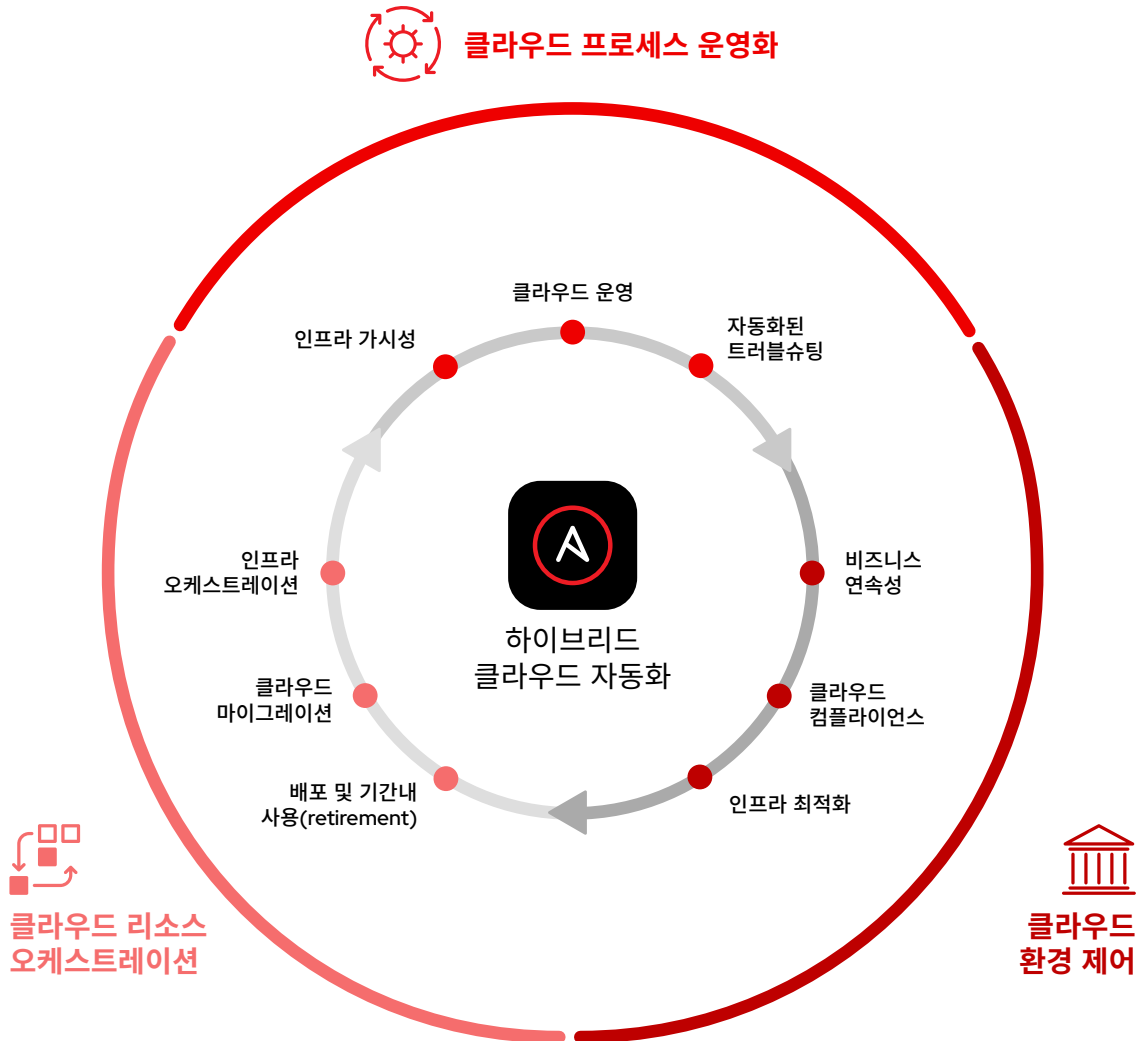 클라우드 프로세스 운영화
클라우드 운영
인프라 가시성
자동화된
트러블슈팅
인프라
오케스트레이션
비즈니스
연속성
하이브리드
클라우드 자동화
클라우드
마이그레이션
클라우드
컴플라이언스
배포 및 기간내
사용(retirement)
인프라 최적화
클라우드 리소스
오케스트레이션
클라우드
환경 제어